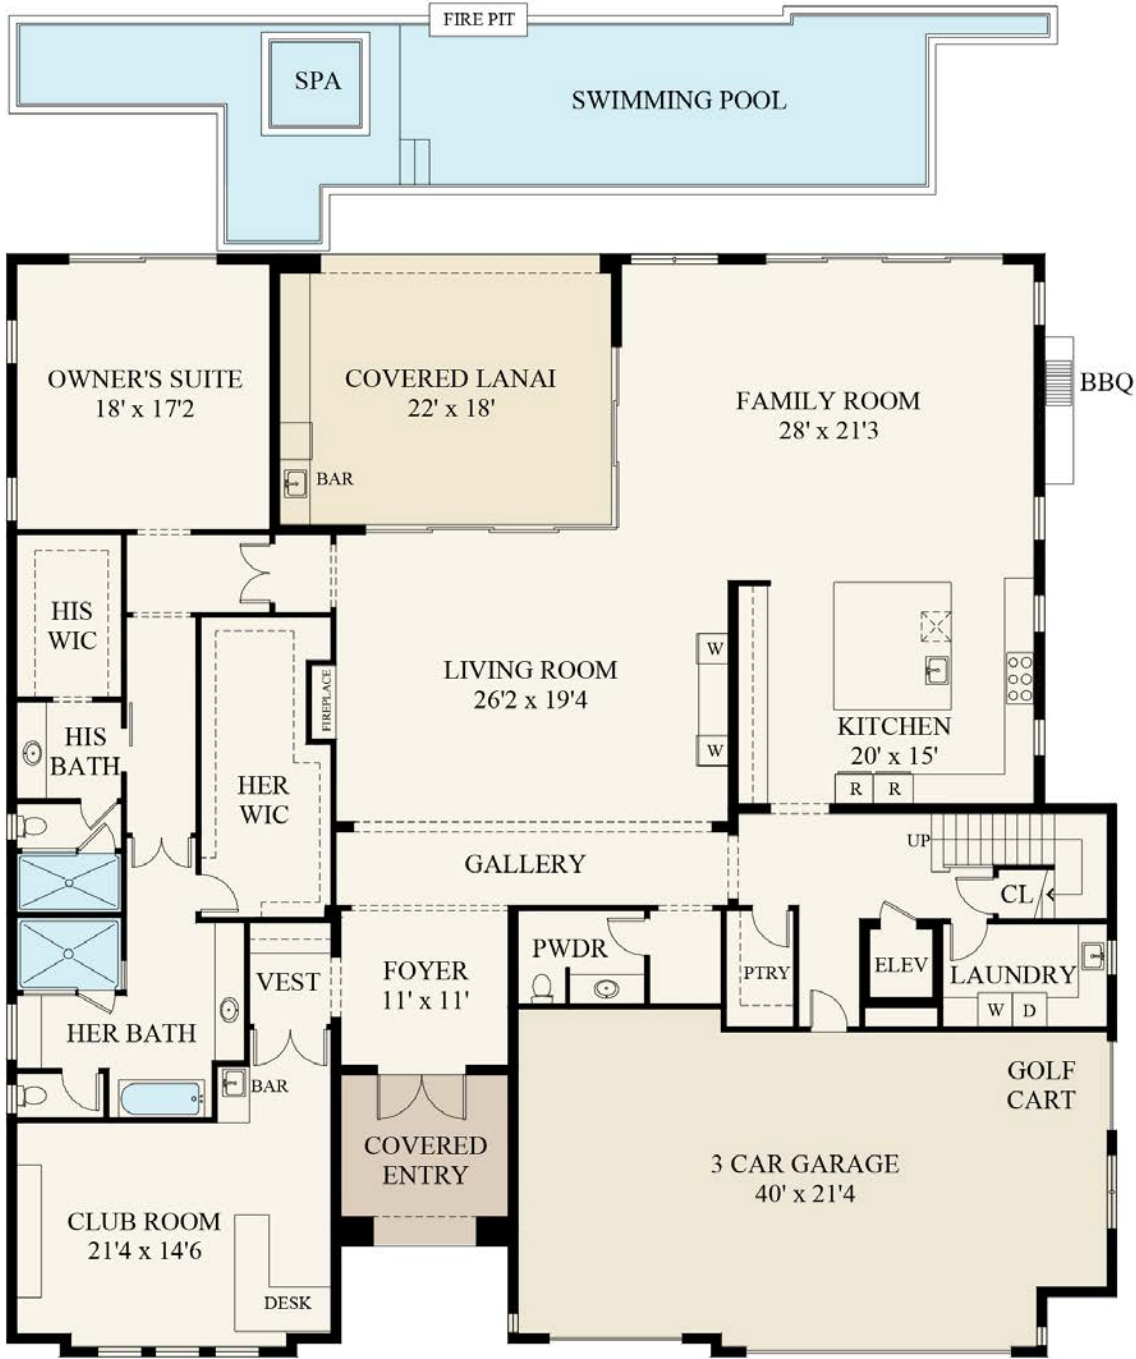 FIRE PIT
SPA
SWIMMING POOL
OWNER'S SUITE
18' x 17'2
COVERED LANAI
22' x 18'
BAR
FAMILY ROOM
28' x 21'3
BBQ
HIS
WIC
LIVING ROOM
26'2 x 19'4
FIREPLACE
W
W
KITCHEN
20' x 15'
R R
HIS
BATH
HER
WIC
GALLERY
UP
CL
PWDR
PTRY
ELEV
LAUNDRY
W D
VEST
FOYER
11' x 11'
HER BATH
BAR
GOLF
CART
COVERED
ENTRY
3 CAR GARAGE
40' x 21'4
CLUB ROOM
21'4 x 14'6
DESK